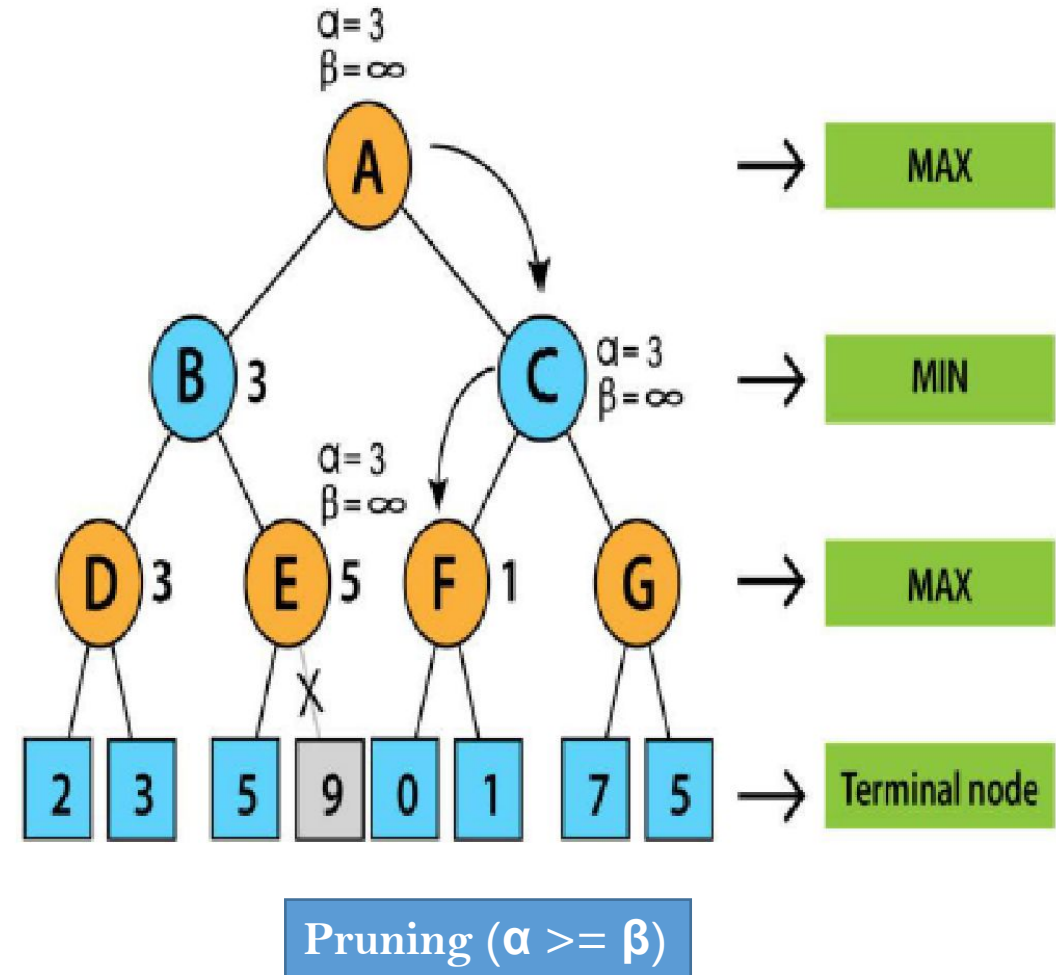 α = 3
β = ∞
A
MAX
B 3
C
α = 3
β = ∞
MIN
α = 3
β = ∞
D 3
E 5
F 1
G
MAX
X
2 3 5 9 0 1 7 5
Terminal node
Pruning (α >= β)